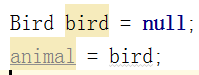 Bird bird = null;
animal = bird;